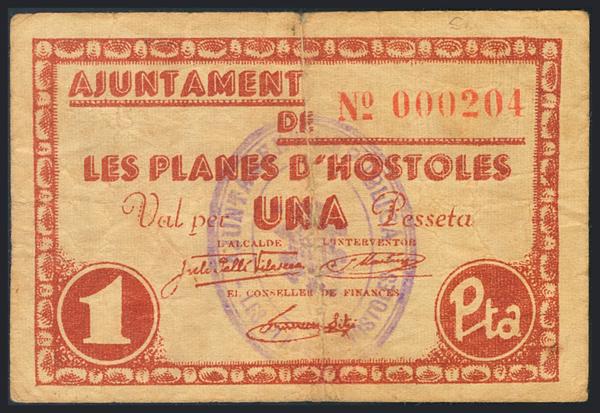 AJUNTAMENT
Nº 000204
DE
LES PLANES D'HOSTOLES
Val per UNA Pesseta
L'ALCALDE L'INTERVENTOR
EL CONSELLER DE FINANCES,
1 Pta